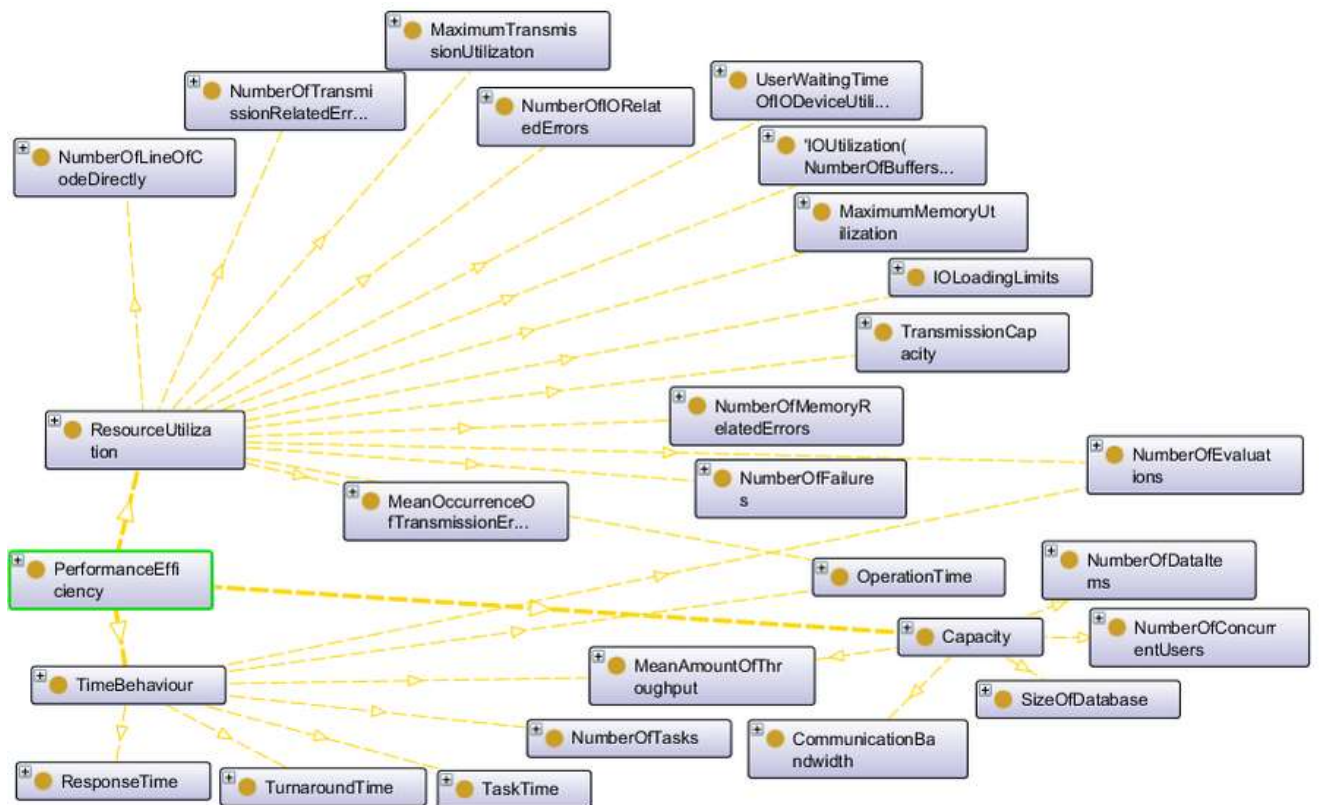 MaximumTransmis
sionUtilizaton
NumberOfTransmi
ssionRelatedErr...
NumberOfIORelat
edErrors
UserWaitingTime
OfIODeviceUtili...
NumberOfLineOfC
odeDirectly
'IOUtilization(
NumberOfBuffers...
MaximumMemoryUt
ilization
IOLoadingLimits
TransmissionCap
acity
ResourceUtiliza
tion
NumberOfMemoryR
elatedErrors
NumberOfEvaluat
ions
NumberOfFailure
s
MeanOccurrenceO
fTransmissionEr...
PerformanceEffi
ciency
OperationTime
NumberOfDataIte
ms
Capacity
NumberOfConcurr
entUsers
TimeBehaviour
MeanAmountOfThr
oughput
SizeOfDatabase
NumberOfTasks
CommunicationBa
ndwidth
ResponseTime
TurnaroundTime
TaskTime